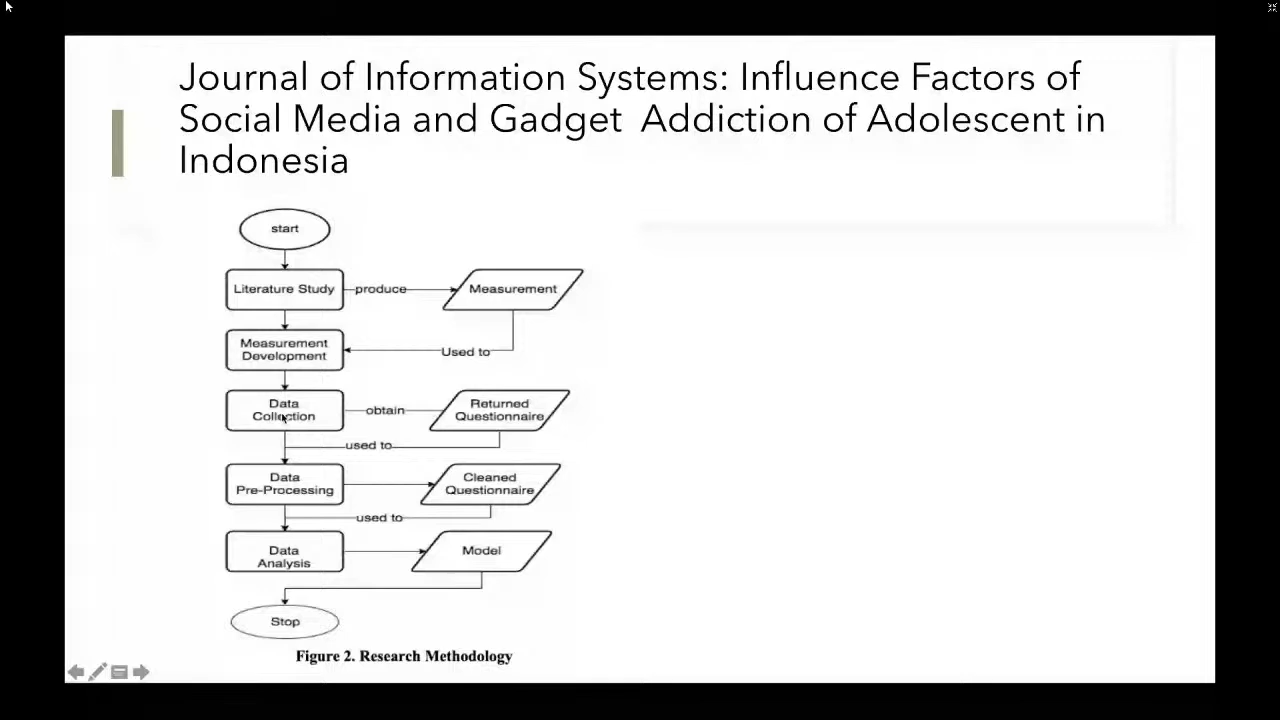 Journal of Information Systems: Influence Factors of
Social Media and Gadget Addiction of Adolescent in
Indonesia
start
Literature Study
produce
Measurement
Measurement
Development
Used to
Data
Collection
obtain
Returned
Questionnaire
used to
Data
Pre-Processing
Cleaned
Questionnaire
used to
Data
Analysis
Model
Stop
Figure 2. Research Methodology